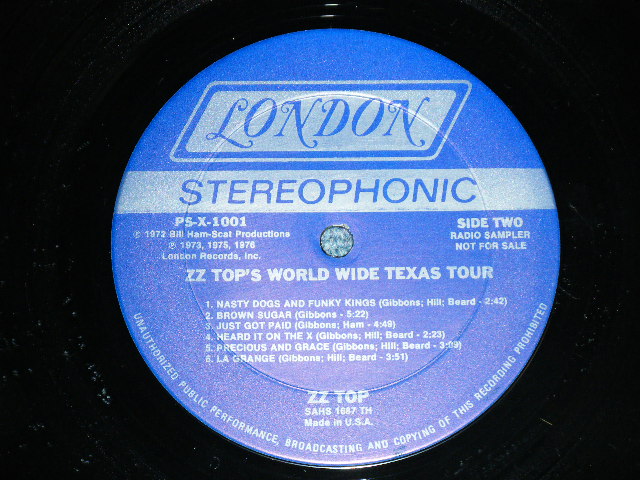 LONDON
STEREOPHONIC
PS-X-1001
© 1972 Bill Ham-Scat Productions
℗ 1973, 1975, 1976
London Records, Inc.
SIDE TWO
RADIO SAMPLER
NOT FOR SALE
ZZ TOP'S WORLD WIDE TEXAS TOUR
1. NASTY DOGS AND FUNKY KINGS (Gibbons; Hill; Beard - 2:42)
2. BROWN SUGAR (Gibbons - 5:22)
3. JUST GOT PAID (Gibbons; Ham - 4:49)
4. HEARD IT ON THE X (Gibbons; Hill; Beard - 2:23)
5. PRECIOUS AND GRACE (Gibbons; Hill; Beard - 3:09)
6. LA GRANGE (Gibbons; Hill; Beard - 3:51)
ZZ TOP
SAHS 1687 TH
Made in U.S.A.
UNAUTHORIZED PUBLIC PERFORMANCE, BROADCASTING AND COPYING OF THIS RECORDING PROHIBITED